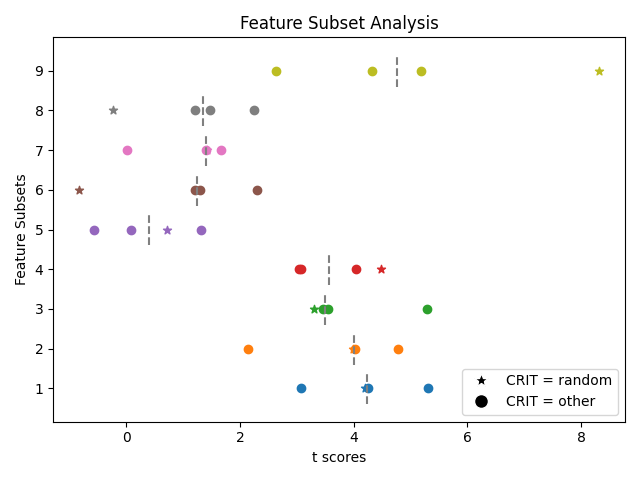 Feature Subset Analysis
Feature Subsets
9
8
7
6
5
4
3
2
1
CRIT = random
CRIT = other
0
2
4
6
8
t scores